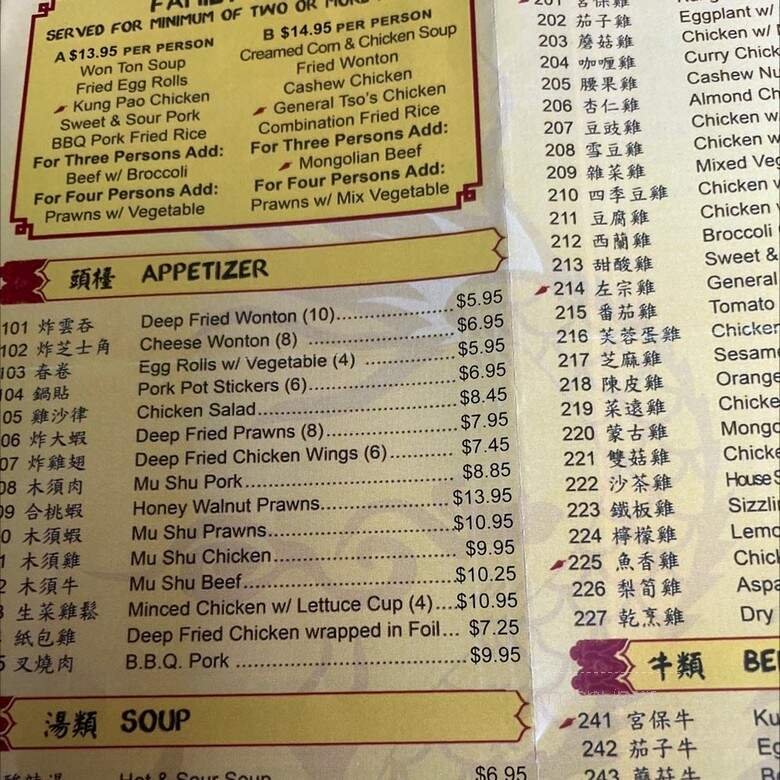 SERVED FOR MINIMUM OF TWO OR MORE
A $13.95 PER PERSON
Won Ton Soup
Fried Egg Rolls
Kung Pao Chicken
Sweet & Sour Pork
BBQ Pork Fried Rice
For Three Persons Add:
Beef w/ Broccoli
For Four Persons Add:
Prawns w/ Vegetable
B $14.95 PER PERSON
Creamed Corn & Chicken Soup
Fried Wonton
Cashew Chicken
General Tso's Chicken
Combination Fried Rice
For Three Persons Add:
Mongolian Beef
For Four Persons Add:
Prawns w/ Mix Vegetable
頭檯 APPETIZER
101 炸雲吞 Deep Fried Wonton (10) $5.95
102 炸芝士角 Cheese Wonton (8) $6.95
103 春卷 Egg Rolls w/ Vegetable (4) $5.95
104 鍋貼 Pork Pot Stickers (6) $6.95
05 雞沙律 Chicken Salad $8.45
06 炸大蝦 Deep Fried Prawns (8) $7.95
07 炸雞翅 Deep Fried Chicken Wings (6) $7.45
08 木須肉 Mu Shu Pork $8.85
09 合桃蝦 Honey Walnut Prawns $13.95
0 木須蝦 Mu Shu Prawns $10.95
1 木須雞 Mu Shu Chicken $9.95
2 木須牛 Mu Shu Beef $10.25
3 生菜雞鬆 Minced Chicken w/ Lettuce Cup (4) $10.95
紙包雞 Deep Fried Chicken wrapped in Foil $7.25
5 叉燒肉 B.B.Q. Pork $9.95
湯類 SOUP
Hot & Sour Soup $6.95
201 宮保雞
202 茄子雞 Eggplant w/
203 蘑菇雞 Chicken w/
204 咖喱雞 Curry Chick
205 腰果雞 Cashew Nu
206 杏仁雞 Almond Ch
207 豆豉雞 Chicken w/
208 雪豆雞 Chicken w
209 雜菜雞 Mixed Veg
210 四季豆雞 Chicken w
211 豆腐雞 Chicken
212 西蘭雞 Broccoli
213 甜酸雞 Sweet &
214 左宗雞 General
215 番茄雞 Tomato
216 芙蓉蛋雞 Chicken
217 芝麻雞 Sesam
218 陳皮雞 Orange
219 菜遠雞 Chicke
220 蒙古雞 Mongo
221 雙菇雞 Chicke
222 沙茶雞 House S
223 鐵板雞 Sizzli
224 檸檬雞 Lemo
225 魚香雞 Chick
226 梨筍雞 Aspa
227 乾烹雞 Dry
牛類 BE
241 宮保牛 Ku
242 茄子牛 Eg
243 蘑菇牛